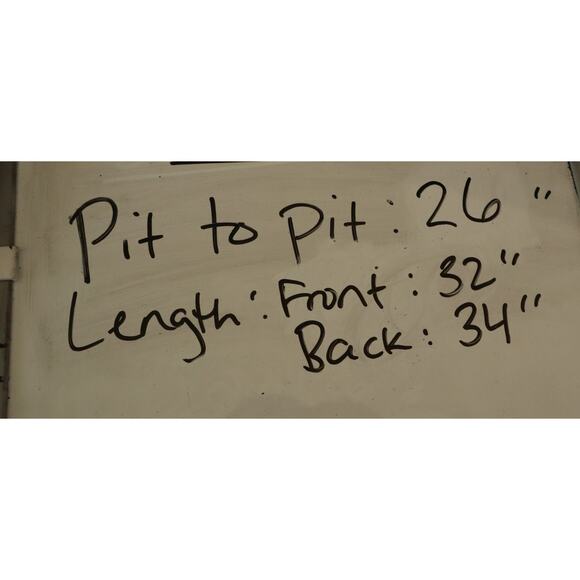 Pit to pit: 26"
Length: Front: 32"
Back: 34"